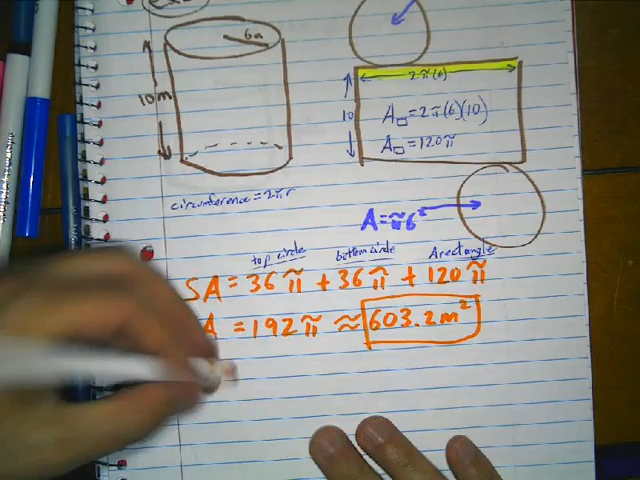 6m
10m
2π(6)
10
A□=2π(6)(10)
A□=120π
circumference = 2πr
A=π6²
top circle bottom circle A rectangle
SA = 36π + 36π + 120π
A = 192π ≈ 603.2m²